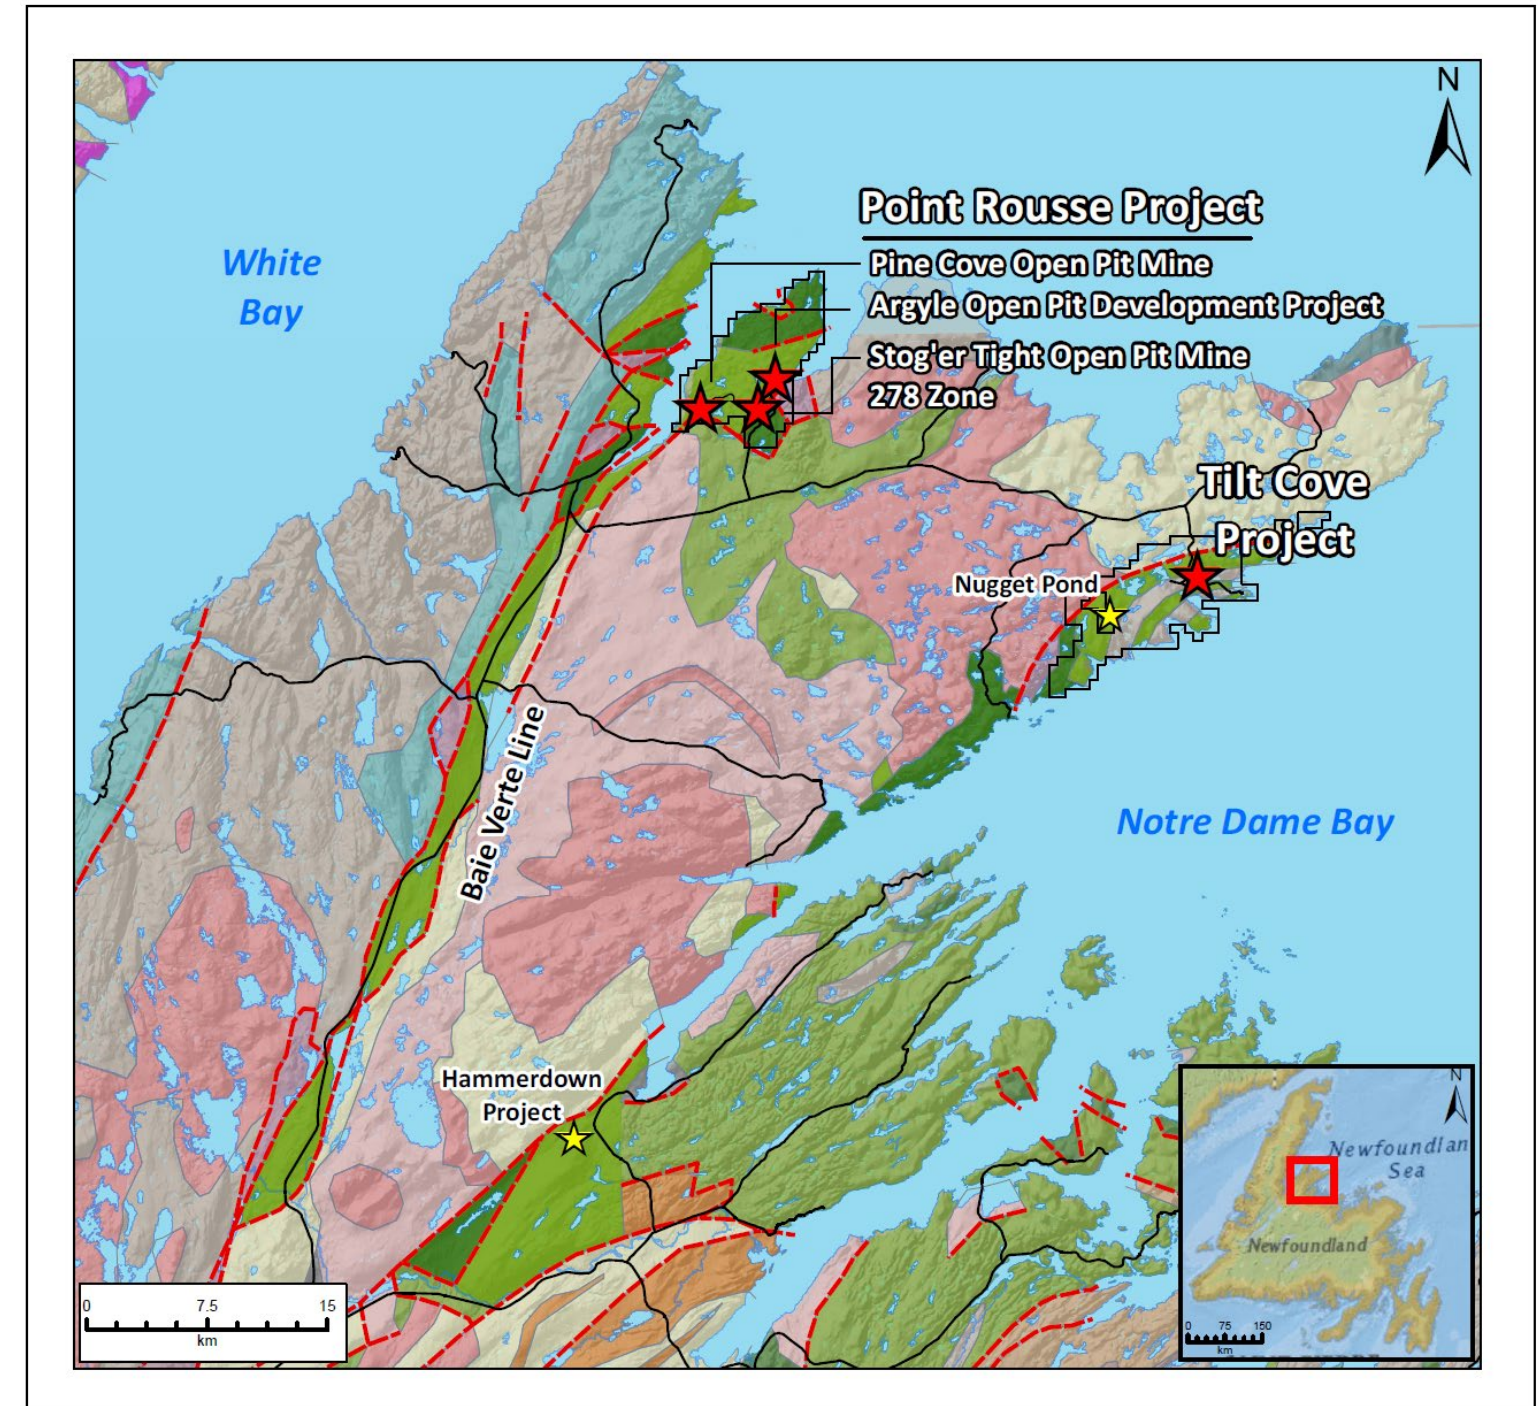 N
Point Rousse Project
Pine Cove Open Pit Mine
Argyle Open Pit Development Project
Stog'er Tight Open Pit Mine
278 Zone
White
Bay
Tilt Cove
Project
Nugget Pond
Baie Verte Line
Notre Dame Bay
Hammerdown
Project
0 7.5 15
km
N
Newfoundlan
Sea
Newfoundland
0 75 150
km